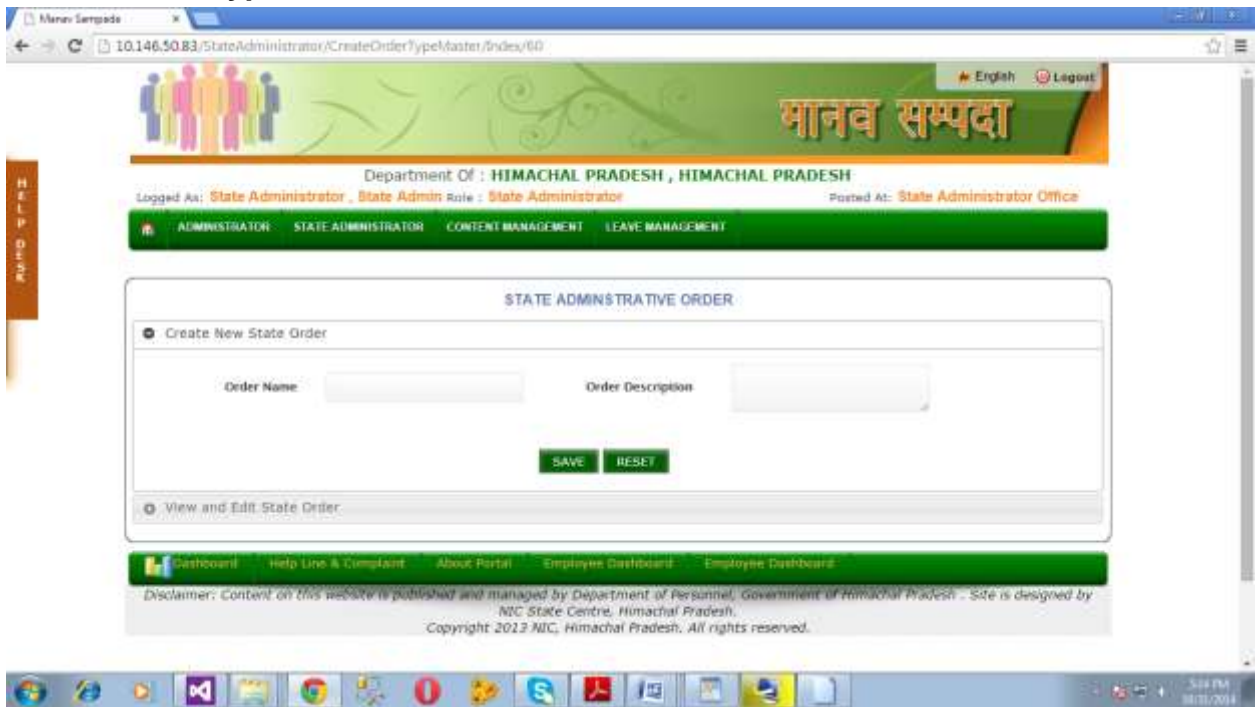 Manav Sampada
10.146.50.83/StateAdministrator/CreateOrderTypeMaster/Index/60
English Logout
मानव सम्पदा
Department Of : HIMACHAL PRADESH , HIMACHAL PRADESH
Logged As: State Administrator , State Admin Role : State Administrator Posted At: State Administrator Office
HELP DESK
ADMINISTRATOR STATE ADMINISTRATOR CONTENT MANAGEMENT LEAVE MANAGEMENT
STATE ADMINSTRATIVE ORDER
Create New State Order
Order Name Order Description
SAVE RESET
View and Edit State Order
Dashboard Help Line & Complaint About Portal Employee Dashboard Employee Dashboard
Disclaimer: Content on this website is published and managed by Department of Personnel, Government of Himachal Pradesh . Site is designed by
NIC State Centre, Himachal Pradesh.
Copyright 2013 NIC, Himachal Pradesh. All rights reserved.